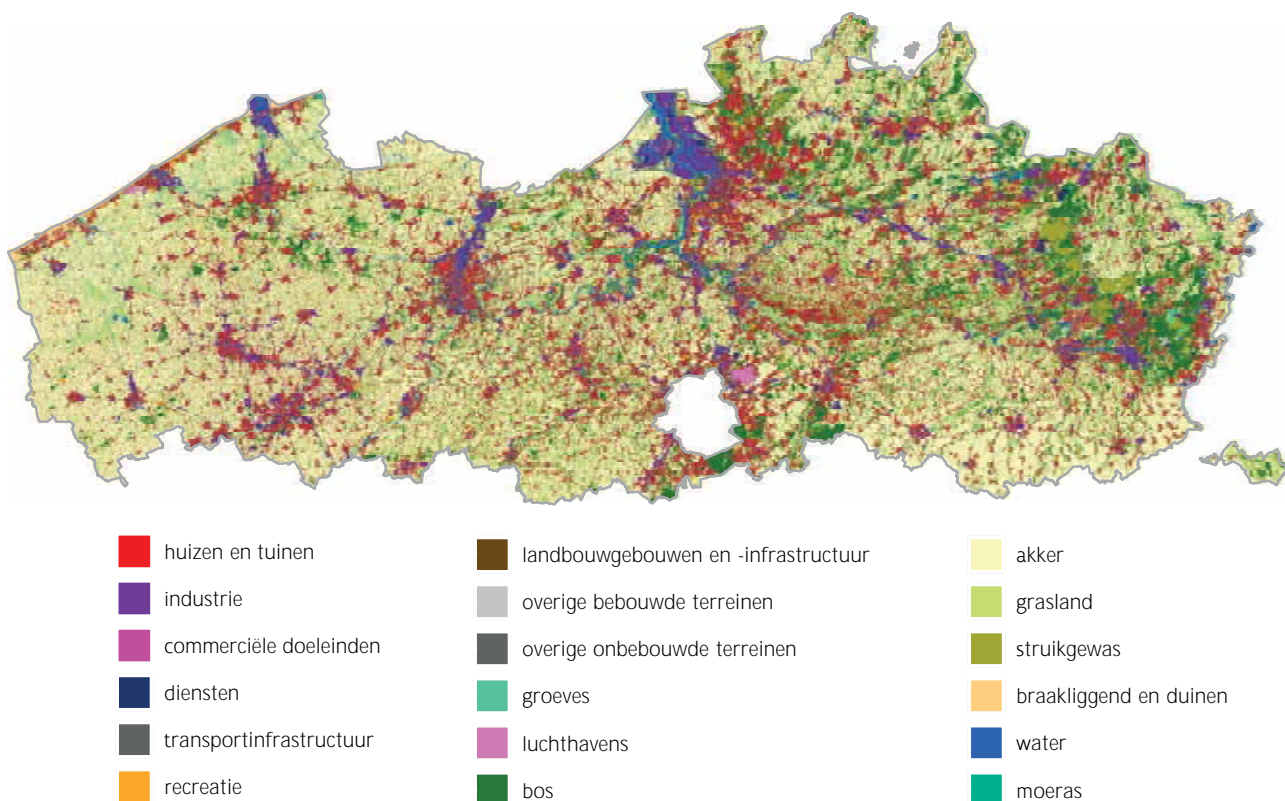 huizen en tuinen
industrie
commerciële doeleinden
diensten
transportinfrastructuur
recreatie
landbouwgebouwen en -infrastructuur
overige bebouwde terreinen
overige onbebouwde terreinen
groeves
luchthavens
bos
akker
grasland
struikgewas
braakliggend en duinen
water
moeras